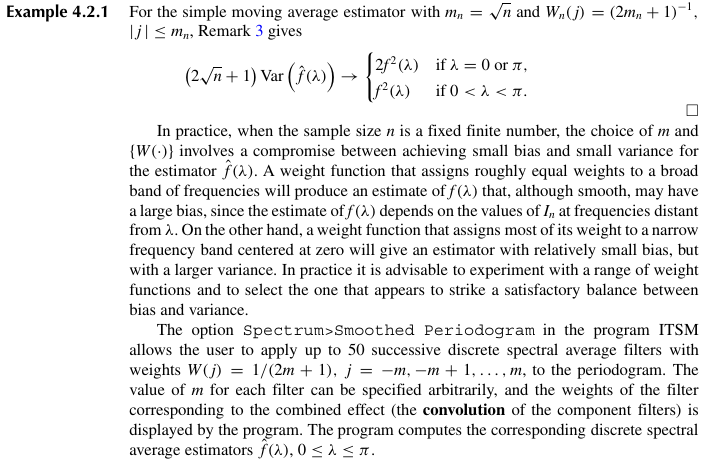 Example 4.2.1 For the simple moving average estimator with mₙ = √n and Wₙ(j) = (2mₙ + 1)⁻¹,
|j| ≤ mₙ, Remark 3 gives
(2√n + 1) Var (f̂(λ)) → { 2f²(λ) if λ = 0 or π,
f²(λ) if 0 < λ < π.
□
In practice, when the sample size n is a fixed finite number, the choice of m and
{W(·)} involves a compromise between achieving small bias and small variance for
the estimator f̂(λ). A weight function that assigns roughly equal weights to a broad
band of frequencies will produce an estimate of f(λ) that, although smooth, may have
a large bias, since the estimate of f(λ) depends on the values of Iₙ at frequencies distant
from λ. On the other hand, a weight function that assigns most of its weight to a narrow
frequency band centered at zero will give an estimator with relatively small bias, but
with a larger variance. In practice it is advisable to experiment with a range of weight
functions and to select the one that appears to strike a satisfactory balance between
bias and variance.
The option Spectrum>Smoothed Periodogram in the program ITSM
allows the user to apply up to 50 successive discrete spectral average filters with
weights W(j) = 1/(2m + 1), j = −m, −m + 1, . . . , m, to the periodogram. The
value of m for each filter can be specified arbitrarily, and the weights of the filter
corresponding to the combined effect (the convolution of the component filters) is
displayed by the program. The program computes the corresponding discrete spectral
average estimators f̂(λ), 0 ≤ λ ≤ π.